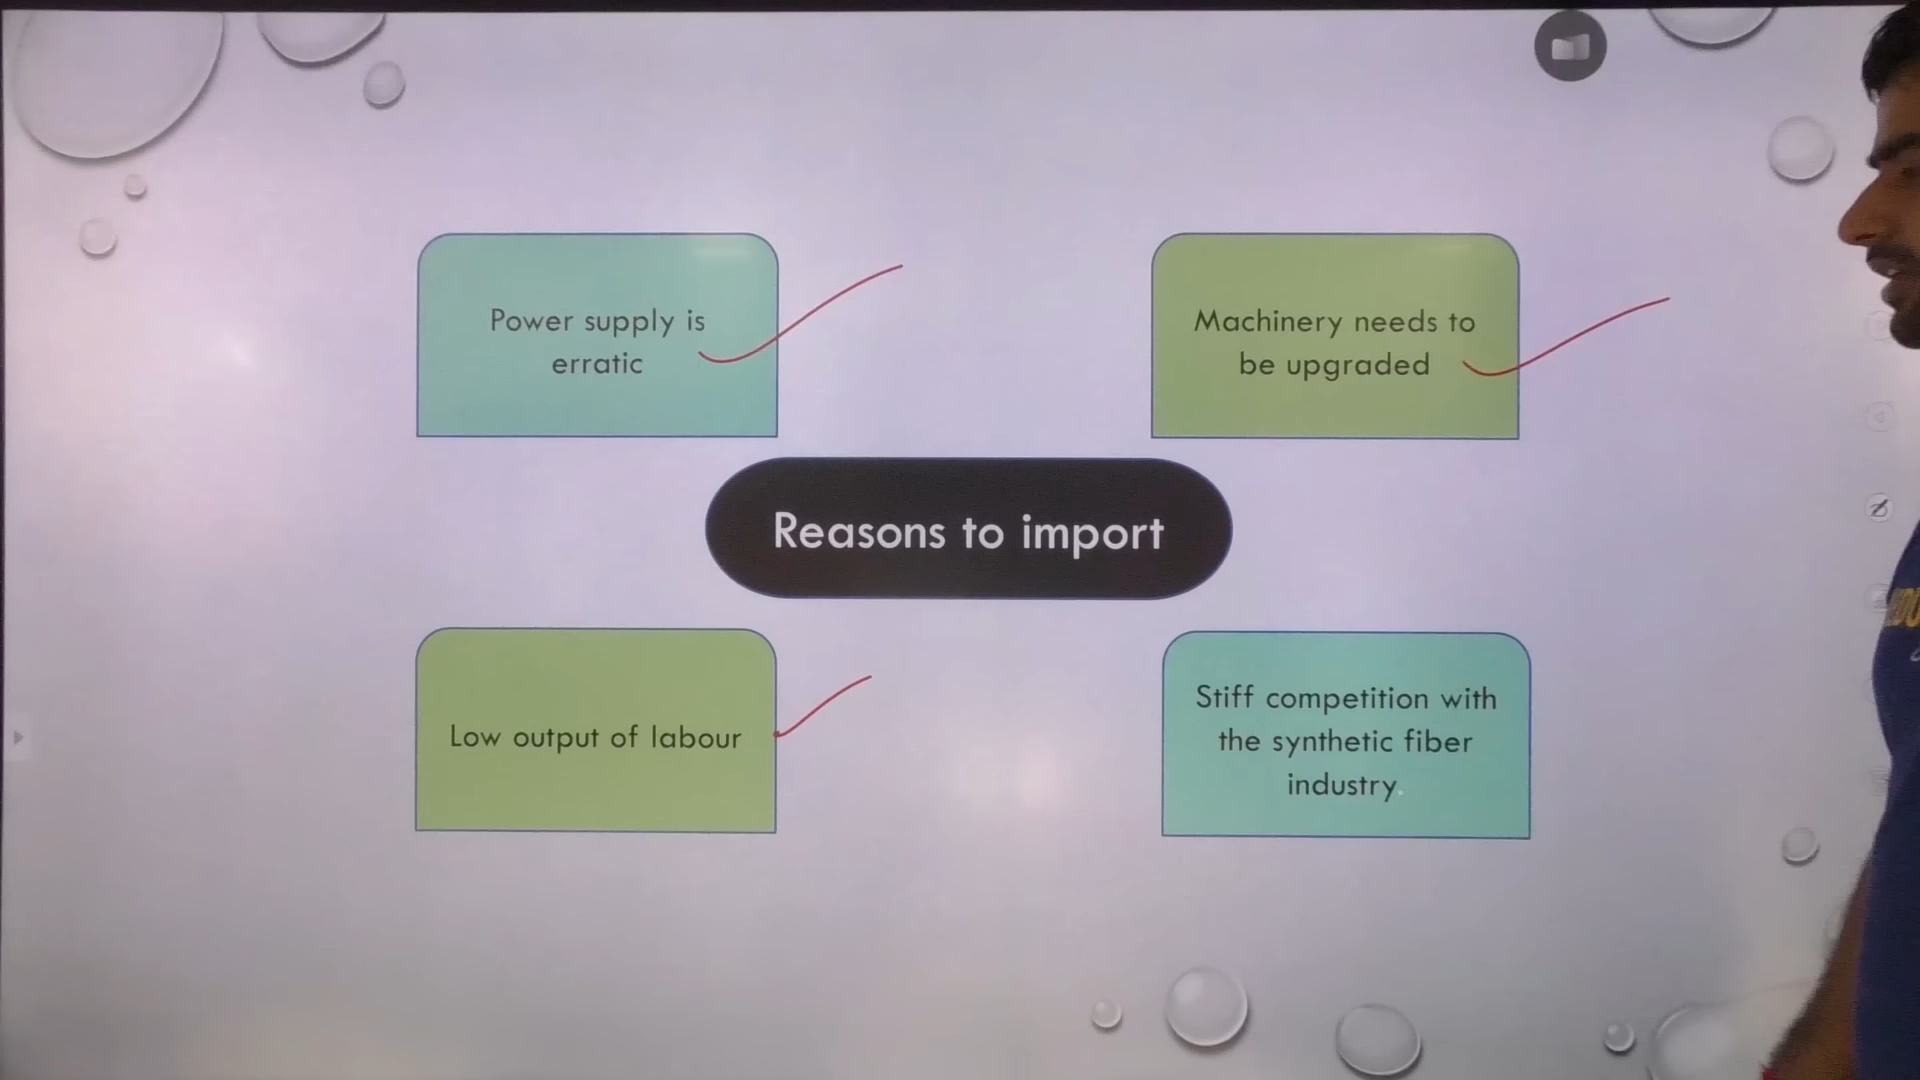 Power supply is
erratic
Machinery needs to
be upgraded
Reasons to import
Low output of labour
Stiff competition with
the synthetic fiber
industry.